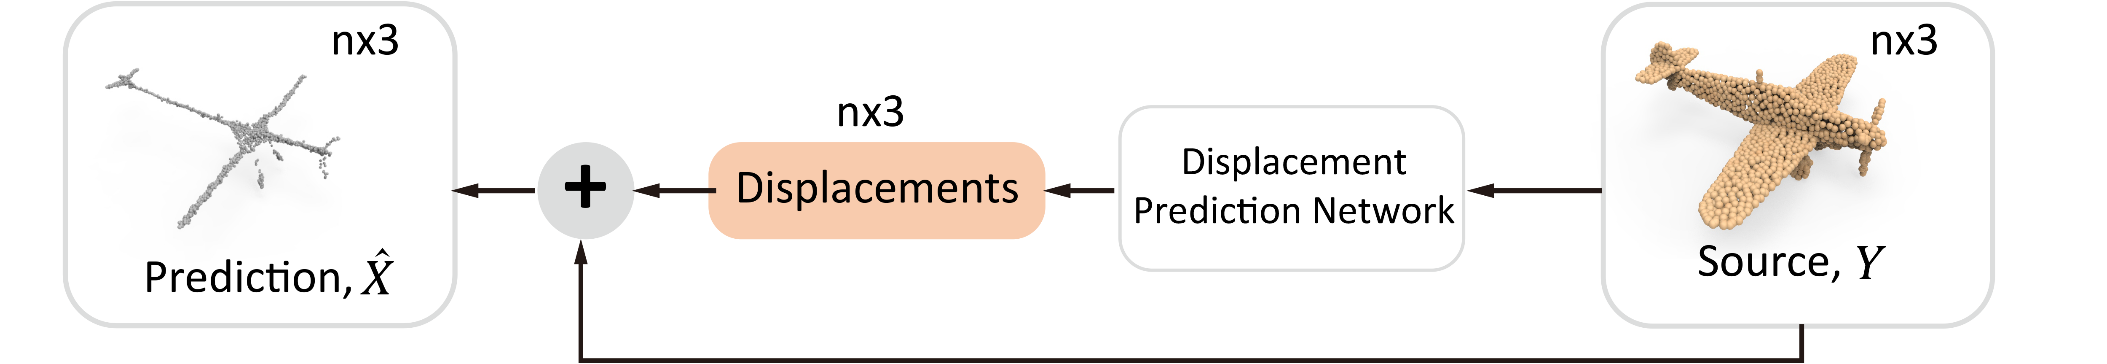 nx3
Prediction, X̂
+
nx3
Displacements
Displacement
Prediction Network
nx3
Source, Y